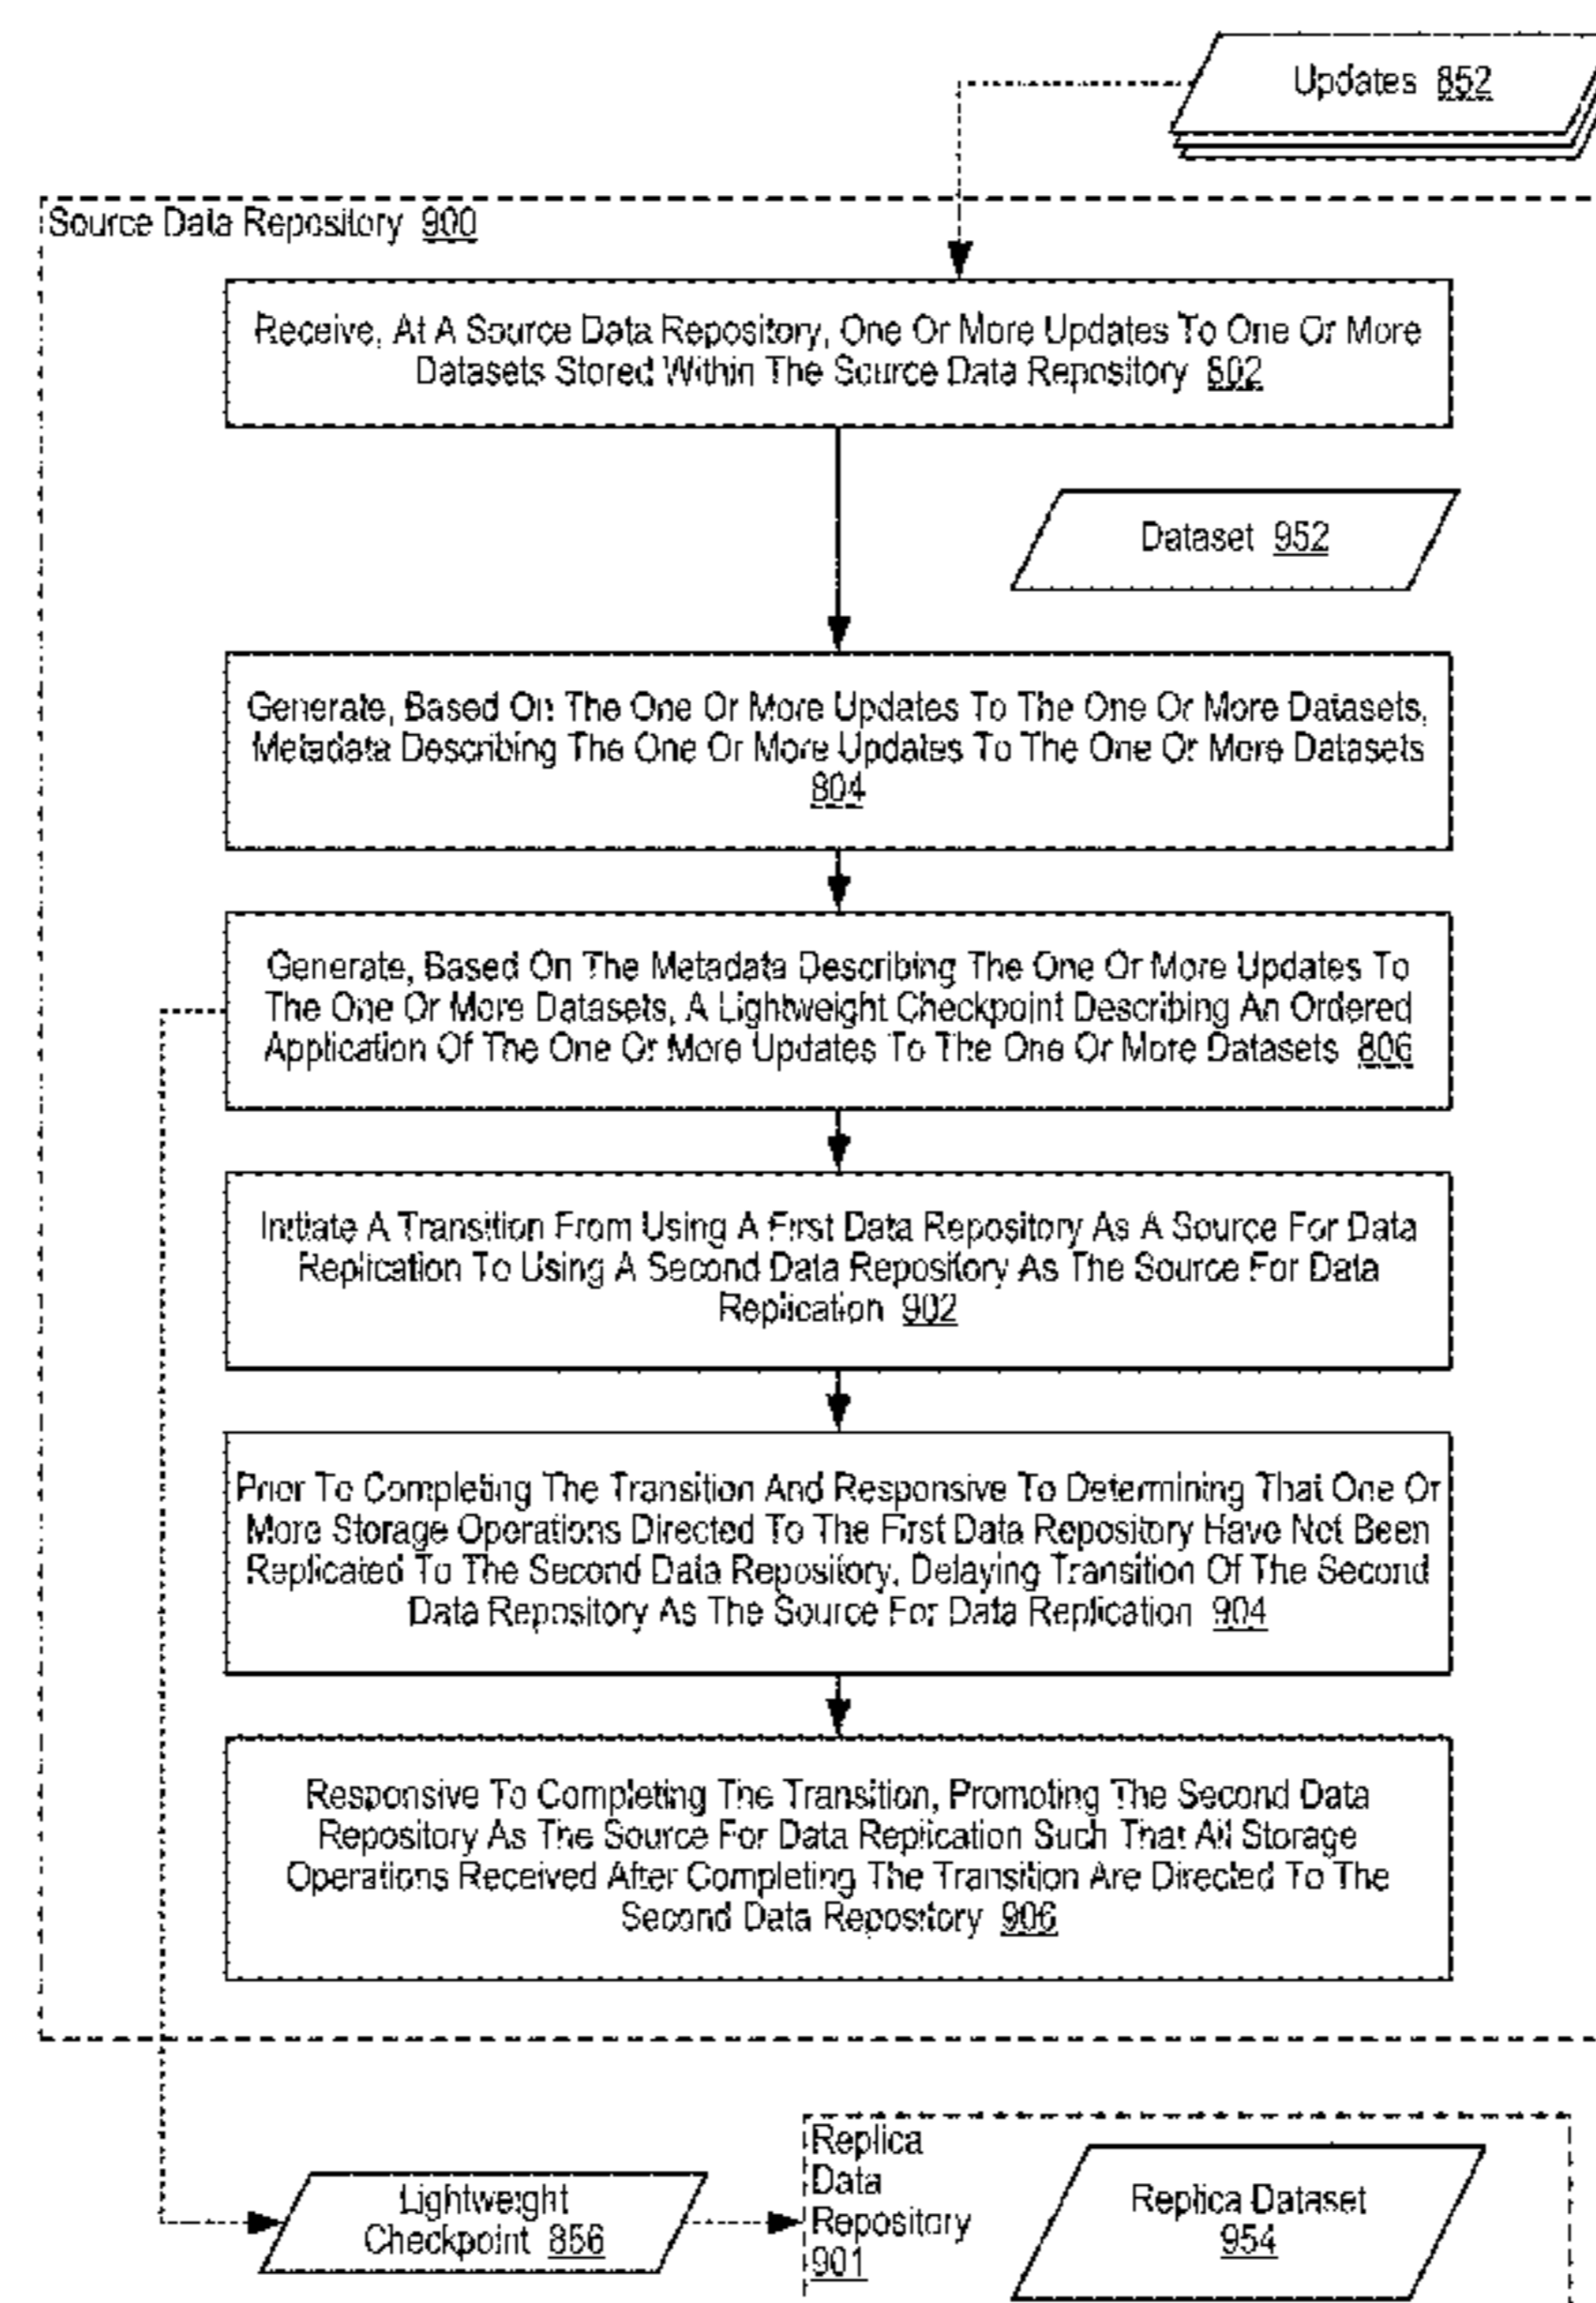 Updates 852
Source Data Repository 900
Receive, At A Source Data Repository, One Or More Updates To One Or More
Datasets Stored Within The Source Data Repository 802
Dataset 952
Generate, Based On The One Or More Updates To The One Or More Datasets,
Metadata Describing The One Or More Updates To The One Or More Datasets
804
Generate, Based On The Metadata Describing The One Or More Updates To
The One Or More Datasets, A Lightweight Checkpoint Describing An Ordered
Application Of The One Or More Updates To The One Or More Datasets 806
Initiate A Transition From Using A First Data Repository As A Source For Data
Replication To Using A Second Data Repository As The Source For Data
Replication 902
Prior To Completing The Transition And Responsive To Determining That One Or
More Storage Operations Directed To The First Data Repository Have Not Been
Replicated To The Second Data Repository, Delaying Transition Of The Second
Data Repository As The Source For Data Replication 904
Responsive To Completing The Transition, Promoting The Second Data
Repository As The Source For Data Replication Such That All Storage
Operations Received After Completing The Transition Are Directed To The
Second Data Repository 906
Lightweight
Checkpoint 856
Replica
Data
Repository
901
Replica Dataset
954